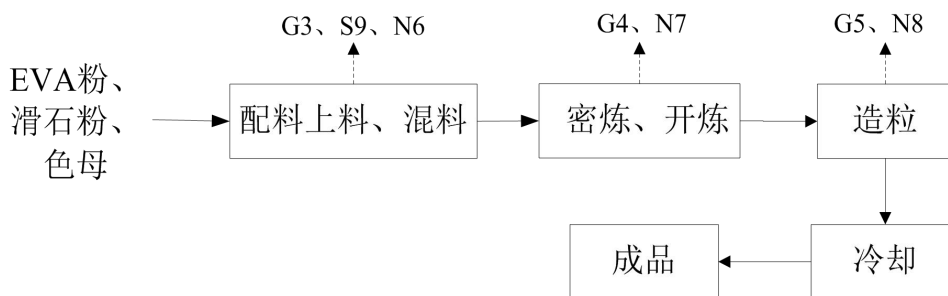 G3、S9、N6
G4、N7
G5、N8
EVA粉、
滑石粉、
色母
配料上料、混料
密炼、开炼
造粒
成品
冷却